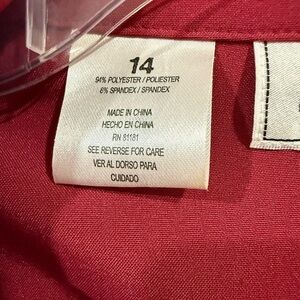 14
94% POLYESTER / POLIESTER
6% SPANDEX / SPANDEX
MADE IN CHINA
HECHO EN CHINA
RN 81181
SEE REVERSE FOR CARE
VER AL DORSO PARA
CUIDADO